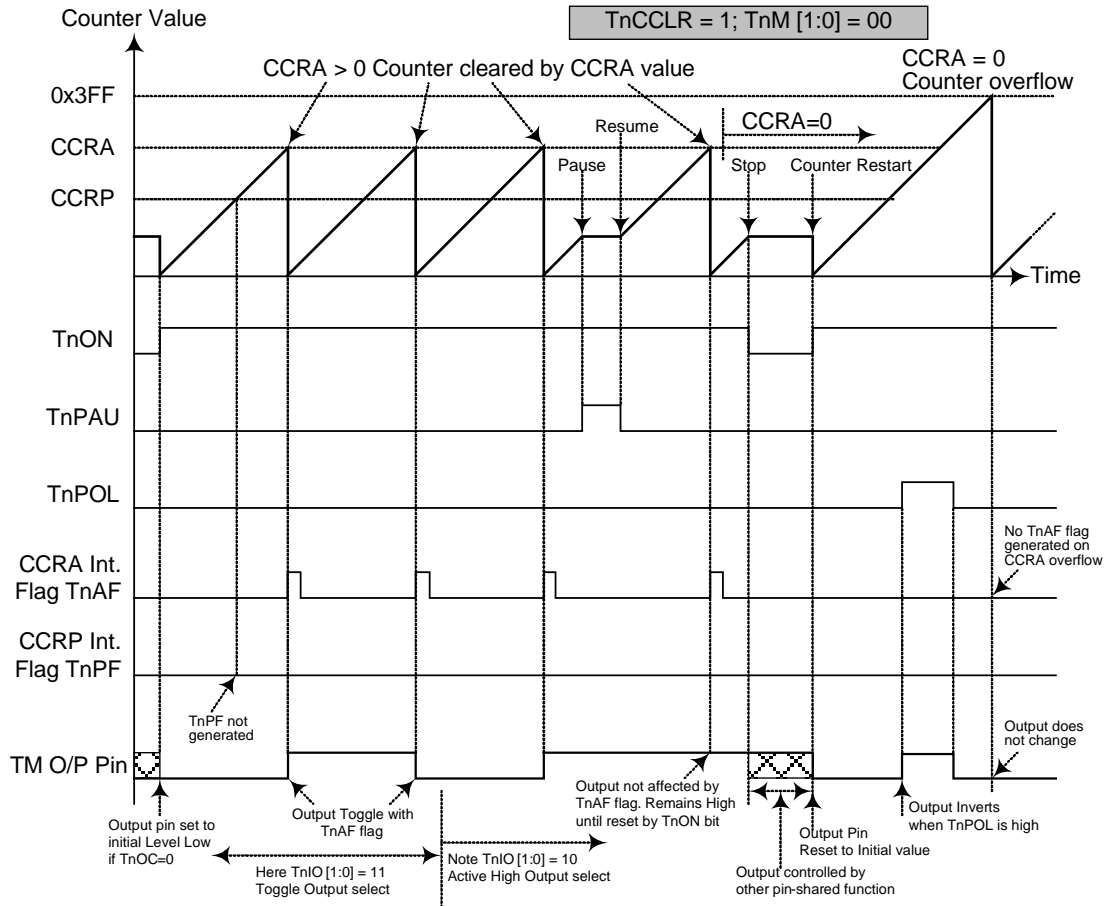 Counter Value
TnCCLR = 1; TnM [1:0] = 00
CCRA > 0 Counter cleared by CCRA value
CCRA = 0
Counter overflow
0x3FF
Resume
CCRA=0
CCRA
Pause
Stop
Counter Restart
CCRP
Time
TnON
TnPAU
TnPOL
No TnAF flag
generated on
CCRA overflow
CCRA Int.
Flag TnAF
CCRP Int.
Flag TnPF
TnPF not
generated
Output does
not change
TM O/P Pin
Output pin set to
initial Level Low
if TnOC=0
Output Toggle with
TnAF flag
Output not affected by
TnAF flag. Remains High
until reset by TnON bit
Output Inverts
when TnPOL is high
Output Pin
Reset to Initial value
Here TnIO [1:0] = 11
Toggle Output select
Note TnIO [1:0] = 10
Active High Output select
Output controlled by
other pin-shared function